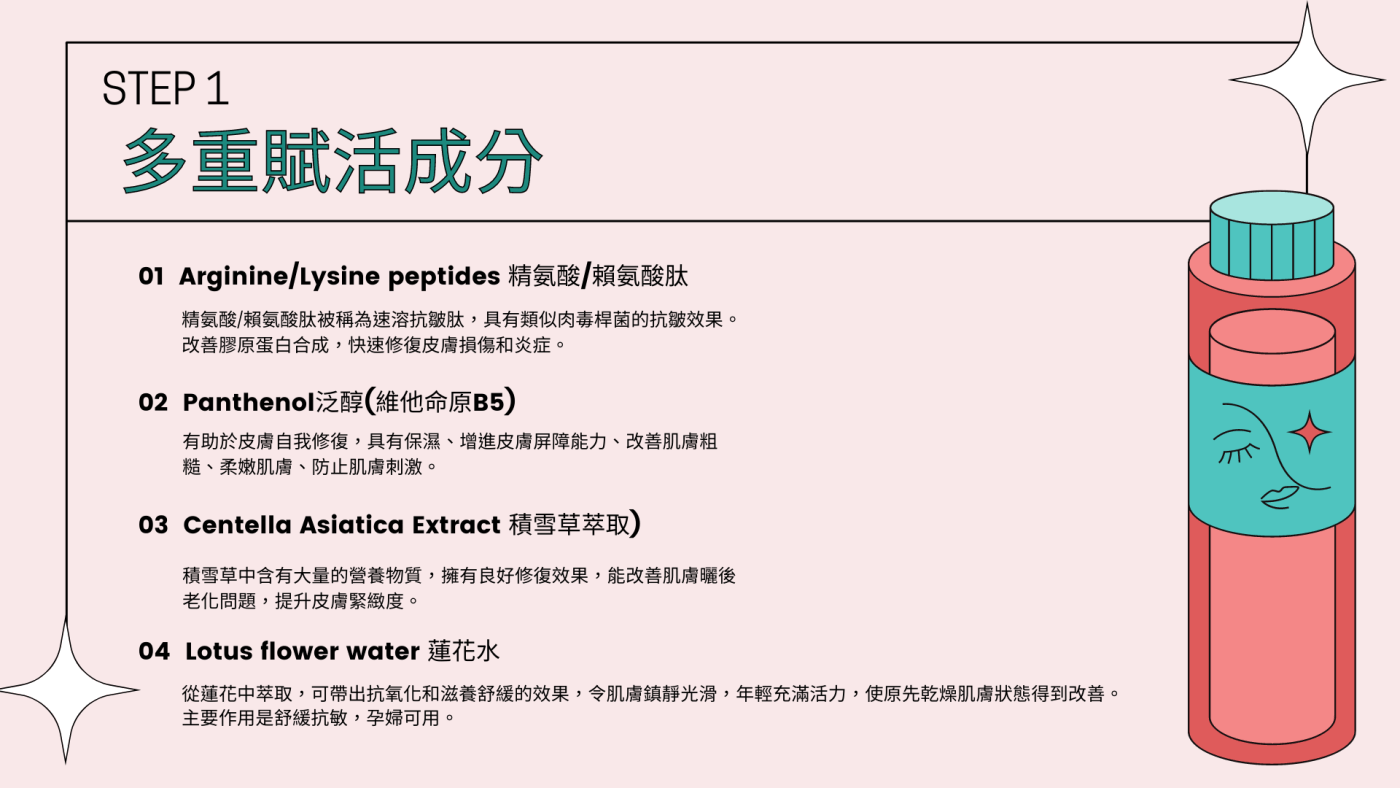 STEP 1
多重賦活成分
01 Arginine/Lysine peptides 精氨酸/賴氨酸肽
精氨酸/賴氨酸肽被稱為速溶抗皺肽，具有類似肉毒桿菌的抗皺效果。
改善膠原蛋白合成，快速修復皮膚損傷和炎症。
02 Panthenol泛醇(維他命原B5)
有助於皮膚自我修復，具有保濕、增進皮膚屏障能力、改善肌膚粗
糙、柔嫩肌膚、防止肌膚刺激。
03 Centella Asiatica Extract 積雪草萃取)
積雪草中含有大量的營養物質，擁有良好修復效果，能改善肌膚曬後
老化問題，提升皮膚緊緻度。
04 Lotus flower water 蓮花水
從蓮花中萃取，可帶出抗氧化和滋養舒緩的效果，令肌膚鎮靜光滑，年輕充滿活力，使原先乾燥肌膚狀態得到改善。
主要作用是舒緩抗敏，孕婦可用。